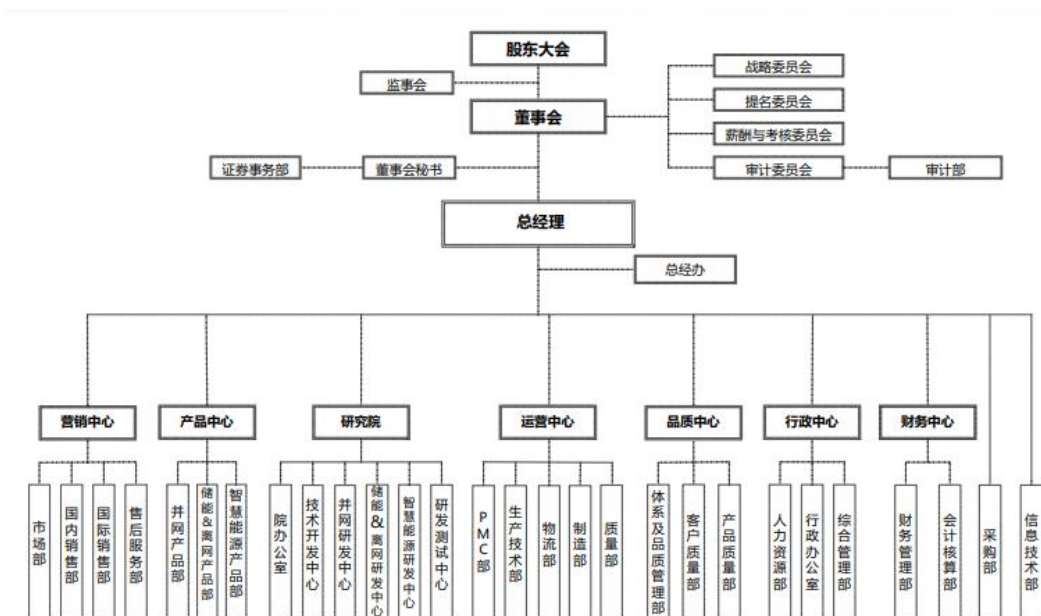 股东大会
监事会
战略委员会
提名委员会
董事会
薪酬与考核委员会
证券事务部
董事会秘书
审计委员会
审计部
总经理
总经办
营销中心
产品中心
研究院
运营中心
品质中心
行政中心
财务中心
市场部
国内销售部
国际销售部
售后服务部
并网产品部
储能&离网产品部
智慧能源产品部
院办公室
技术开发中心
并网研发中心
储能&离网研发中心
智慧能源研发中心
研发测试中心
PMC部
生产技术部
物流部
制造部
质量部
体系及品质管理部
客户质量部
产品质量部
人力资源部
行政办公室
综合管理部
财务管理部
会计核算部
采购部
信息技术部